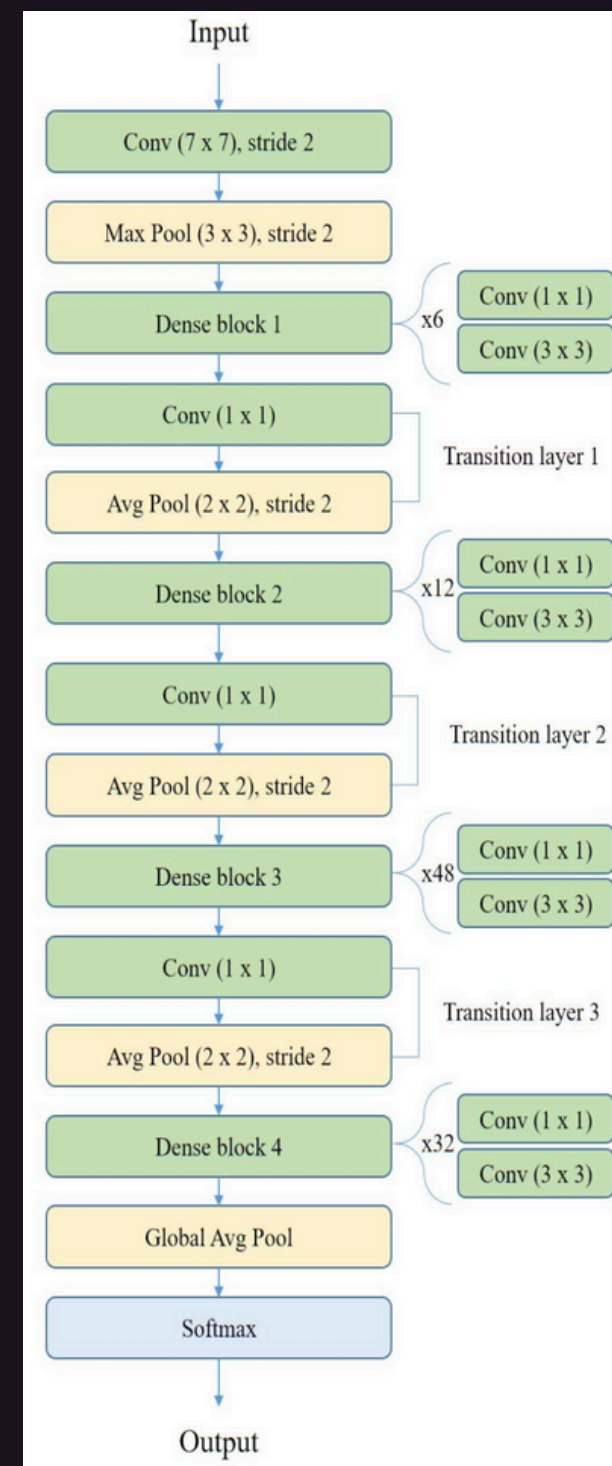 Input
Conv (7 x 7), stride 2
Max Pool (3 x 3), stride 2
Dense block 1
x6
Conv (1 x 1)
Conv (3 x 3)
Conv (1 x 1)
Transition layer 1
Avg Pool (2 x 2), stride 2
Dense block 2
x12
Conv (1 x 1)
Conv (3 x 3)
Conv (1 x 1)
Transition layer 2
Avg Pool (2 x 2), stride 2
Dense block 3
x48
Conv (1 x 1)
Conv (3 x 3)
Conv (1 x 1)
Transition layer 3
Avg Pool (2 x 2), stride 2
Dense block 4
x32
Conv (1 x 1)
Conv (3 x 3)
Global Avg Pool
Softmax
Output